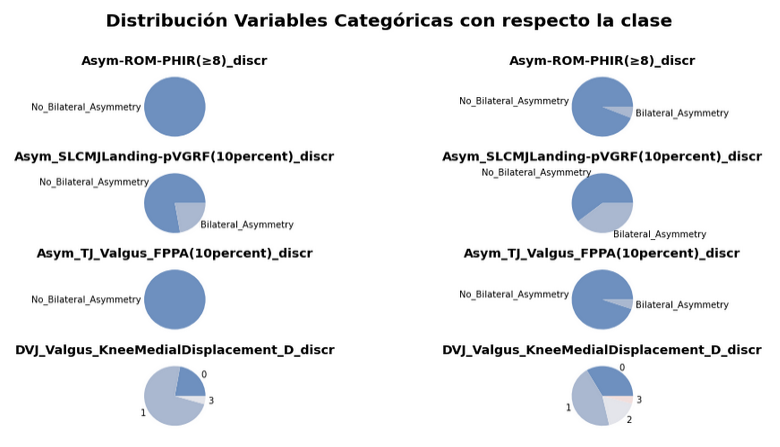 Distribución Variables Categóricas con respecto la clase
Asym-ROM-PHIR(≥8)_discr
Asym-ROM-PHIR(≥8)_discr
No_Bilateral_Asymmetry
No_Bilateral_Asymmetry
Bilateral_Asymmetry
Asym_SLCMJLanding-pVGRF(10percent)_discr
Asym_SLCMJLanding-pVGRF(10percent)_discr
No_Bilateral_Asymmetry
No_Bilateral_Asymmetry
Bilateral_Asymmetry
Bilateral_Asymmetry
Asym_TJ_Valgus_FPPA(10percent)_discr
Asym_TJ_Valgus_FPPA(10percent)_discr
No_Bilateral_Asymmetry
No_Bilateral_Asymmetry
Bilateral_Asymmetry
DVJ_Valgus_KneeMedialDisplacement_D_discr
DVJ_Valgus_KneeMedialDisplacement_D_discr
0
0
3
3
1
1
2